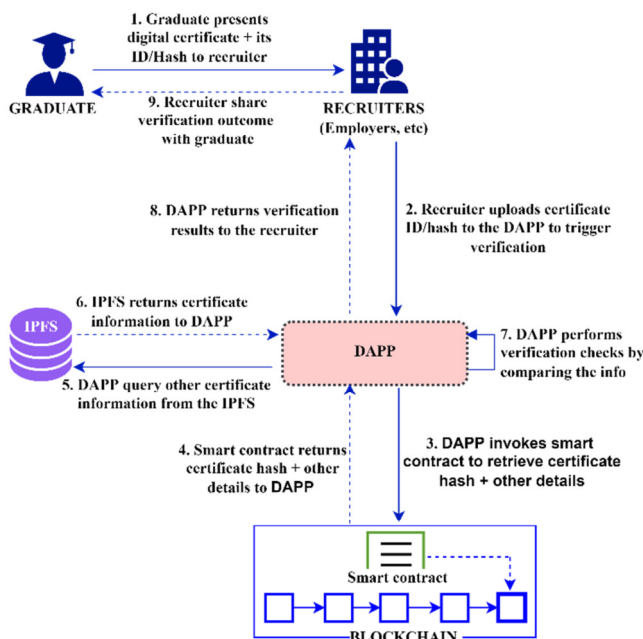 1. Graduate presents
digital certificate + its
ID/Hash to recruiter
GRADUATE
9. Recruiter share
verification outcome
with graduate
RECRUITERS
(Employers, etc)
8. DAPP returns verification
results to the recruiter
2. Recruiter uploads certificate
ID/hash to the DAPP to trigger
verification
IPFS
6. IPFS returns certificate
information to DAPP
DAPP
7. DAPP performs
verification checks by
comparing the info
5. DAPP query other certificate
information from the IPFS
4. Smart contract returns
certificate hash + other
details to DAPP
3. DAPP invokes smart
contract to retrieve certificate
hash + other details
Smart contract
BLOCKCHAIN